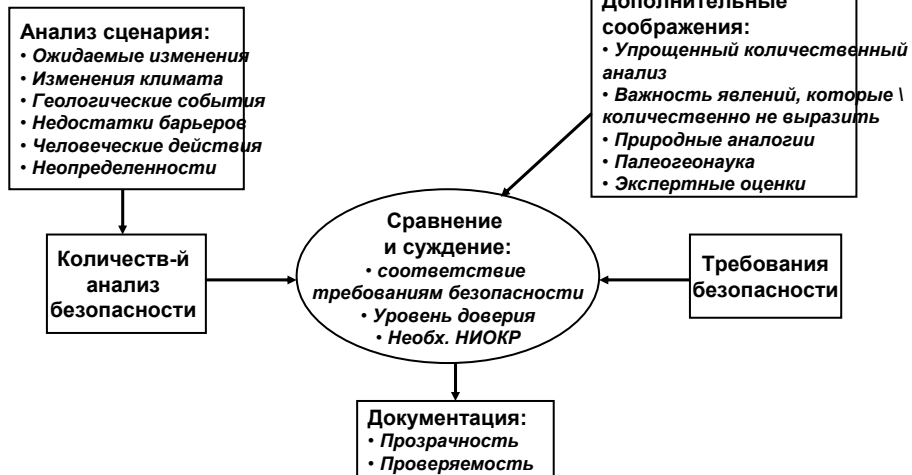 Анализ сценария:
• Ожидаемые изменения
• Изменения климата
• Геологические события
• Недостатки барьеров
• Человеческие действия
• Неопределенности
Дополнительные
соображения:
• Упрощенный количественный
анализ
• Важность явлений, которые \
количественно не выразить
• Природные аналогии
• Палеогеонаука
• Экспертные оценки
Количеств-й
анализ
безопасности
Сравнение
и суждение:
• соответствие
требованиям безопасности
• Уровень доверия
• Необх. НИОКР
Требования
безопасности
Документация:
• Прозрачность
• Проверяемость